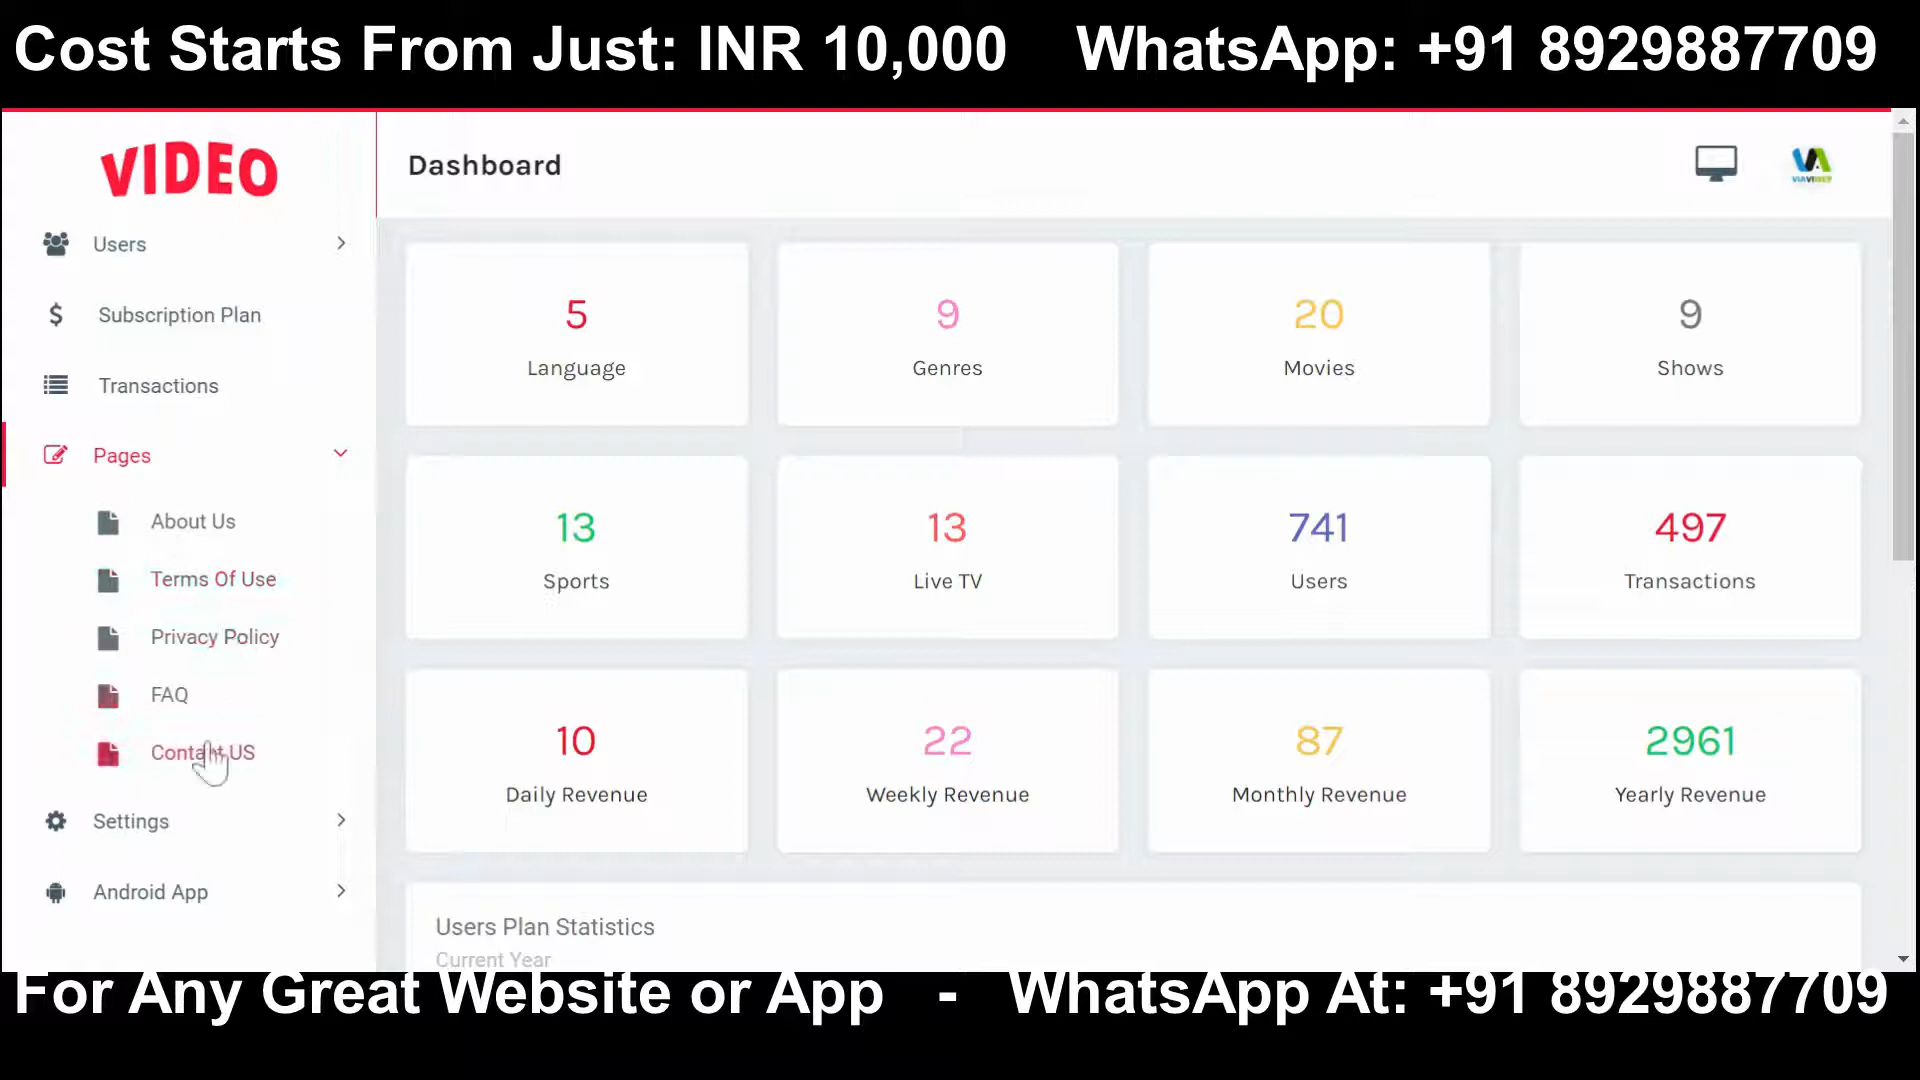 Cost Starts From Just: INR 10,000 WhatsApp: +91 8929887709
VIDEO
Dashboard
VIAVIWEB
Users
Subscription Plan
Transactions
Pages
About Us
Terms Of Use
Privacy Policy
FAQ
Contact US
Settings
Android App
5
Language
9
Genres
20
Movies
9
Shows
13
Sports
13
Live TV
741
Users
497
Transactions
10
Daily Revenue
22
Weekly Revenue
87
Monthly Revenue
2961
Yearly Revenue
Users Plan Statistics
Current Year
For Any Great Website or App - WhatsApp At: +91 8929887709